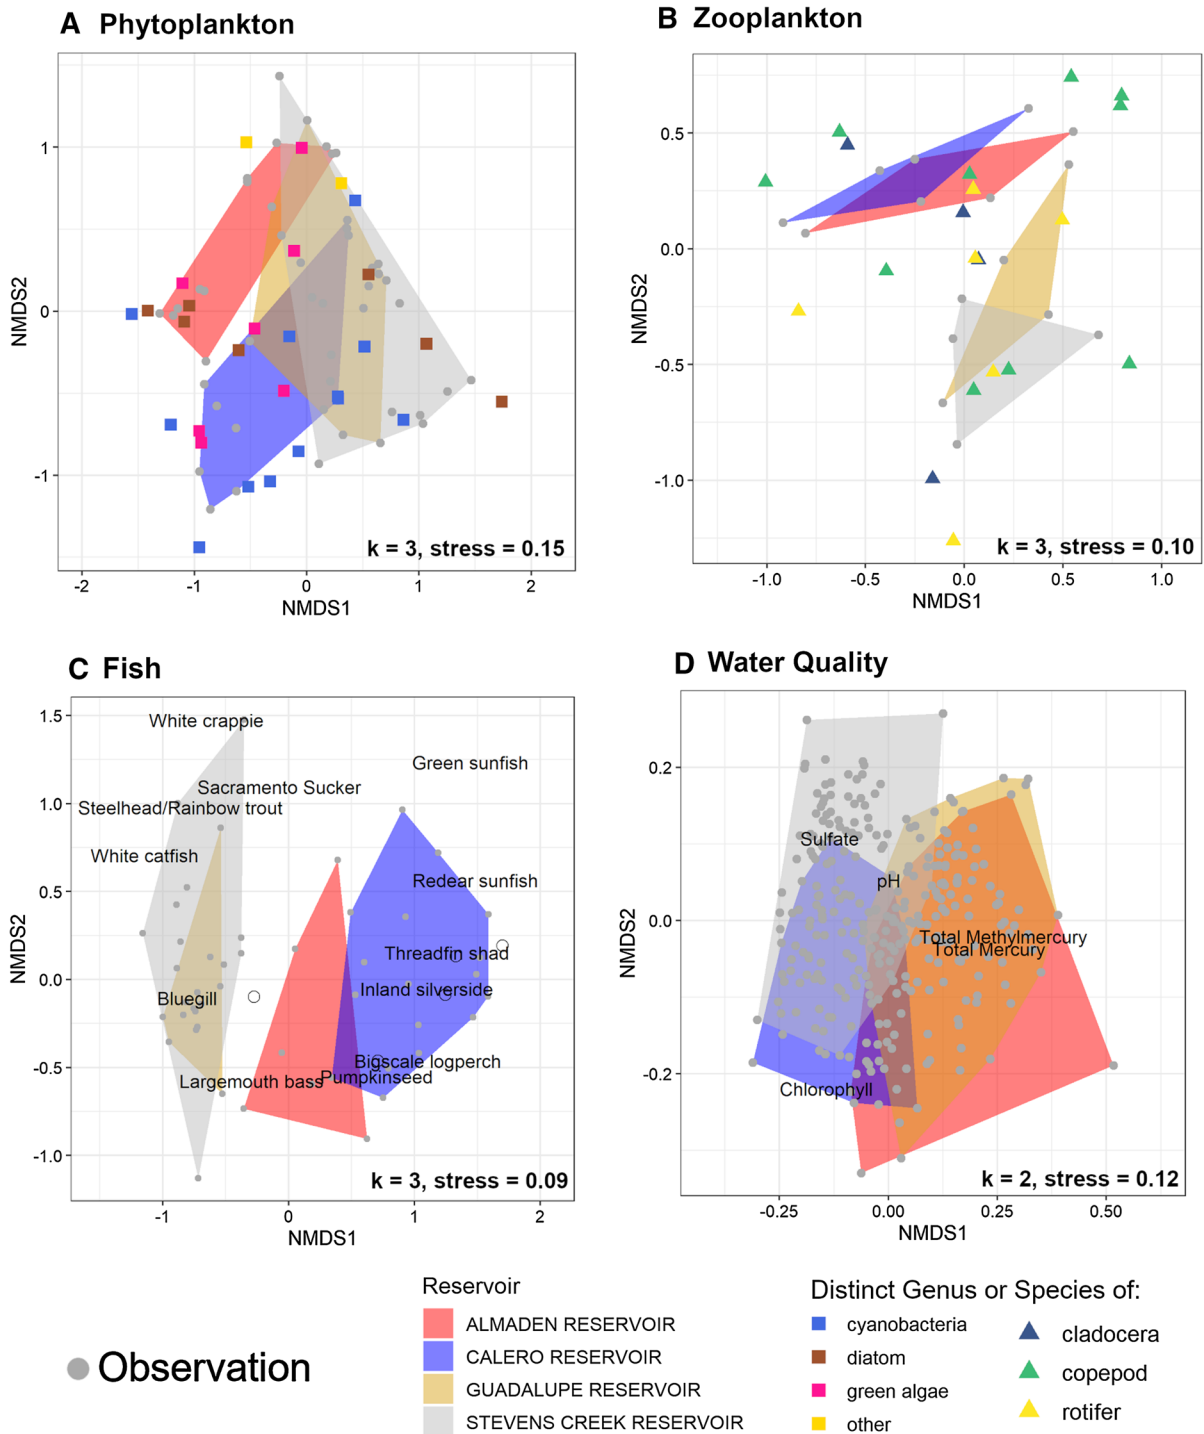 A Phytoplankton
B Zooplankton
NMDS2
1
0
-1
-2
-1
0
1
2
NMDS1
k = 3, stress = 0.15
NMDS2
0.5
0.0
-0.5
-1.0
-1.0
-0.5
0.0
0.5
1.0
NMDS1
k = 3, stress = 0.10
C Fish
D Water Quality
NMDS2
1.5
1.0
0.5
0.0
-0.5
-1.0
White crappie
Green sunfish
Sacramento Sucker
Steelhead/Rainbow trout
White catfish
Redear sunfish
Threadfin shad
Inland silverside
Bluegill
Bigscale logperch
Pumpkinseed
Largemouth bass
k = 3, stress = 0.09
-1
0
1
2
NMDS1
NMDS2
0.2
0.0
-0.2
Sulfate
pH
Total Methylmercury
Total Mercury
Chlorophyll
k = 2, stress = 0.12
-0.25
0.00
0.25
0.50
NMDS1
Observation
Reservoir
ALMADEN RESERVOIR
CALERO RESERVOIR
GUADALUPE RESERVOIR
STEVENS CREEK RESERVOIR
Distinct Genus or Species of:
cyanobacteria
diatom
green algae
other
cladocera
copepod
rotifer